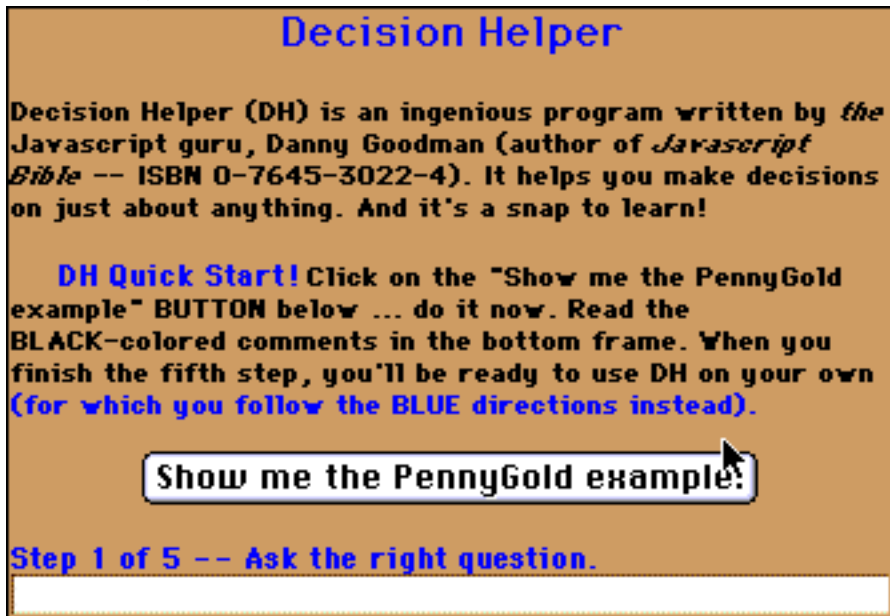 Decision Helper
Decision Helper (DH) is an ingenious program written by the
Javascript guru, Danny Goodman (author of Javascript
Bible -- ISBN 0-7645-3022-4). It helps you make decisions
on just about anything. And it's a snap to learn!
DH Quick Start! Click on the "Show me the PennyGold
example" BUTTON below ... do it now. Read the
BLACK-colored comments in the bottom frame. When you
finish the fifth step, you'll be ready to use DH on your own
(for which you follow the BLUE directions instead).
Show me the PennyGold example!
Step 1 of 5 -- Ask the right question.